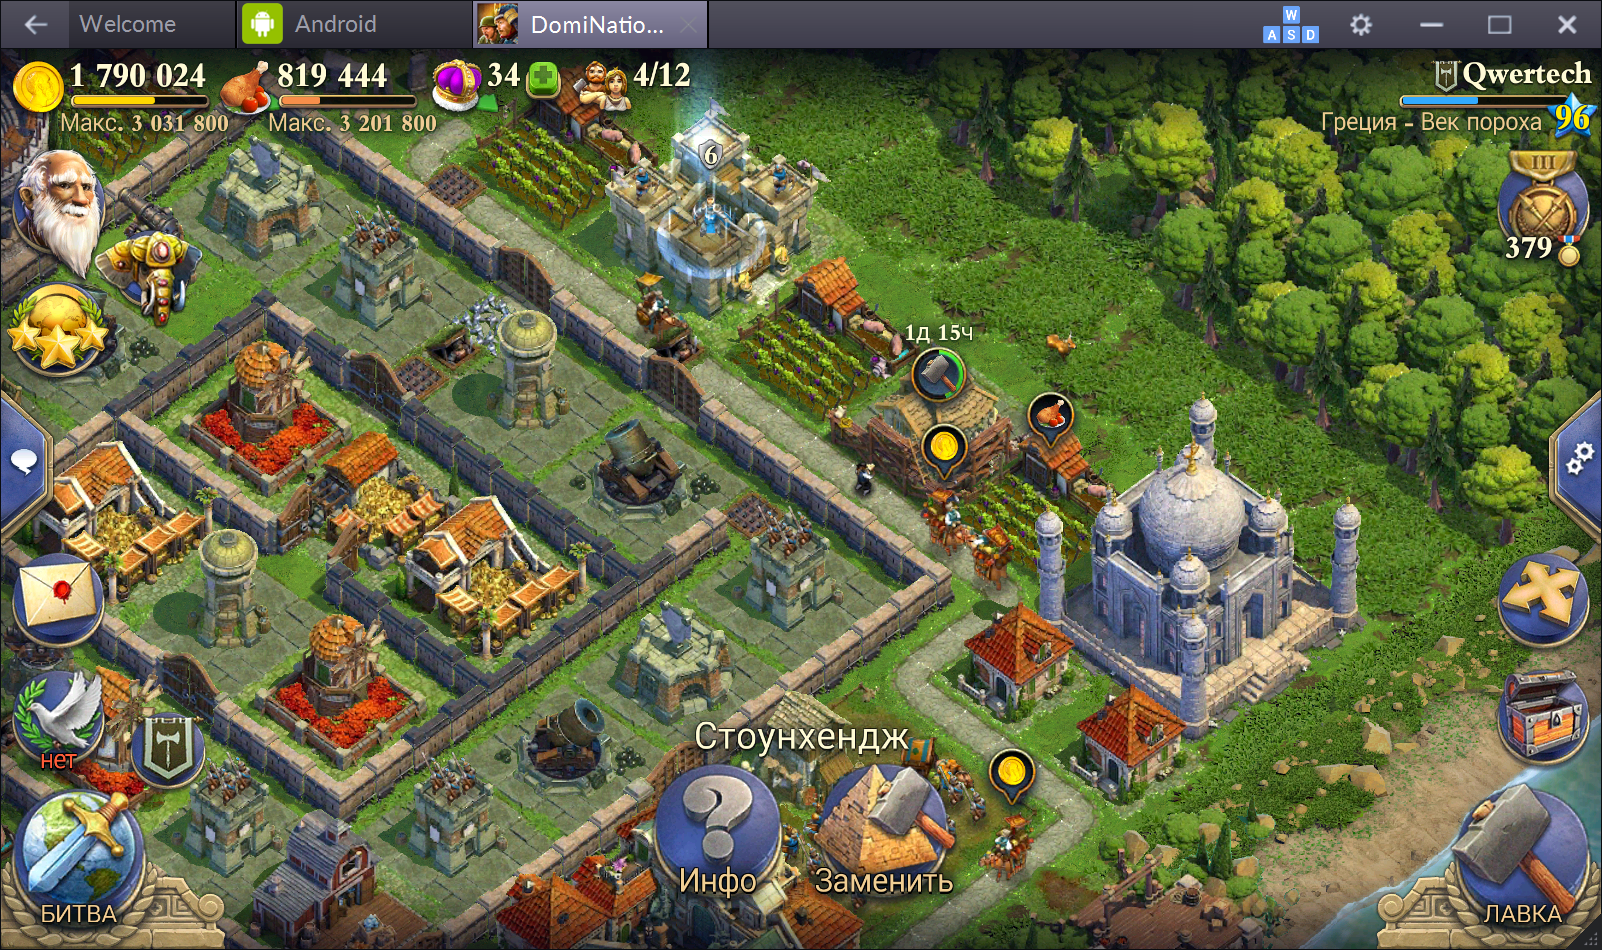 Welcome
Android
DomiNatio...
W
A S D
1 790 024
819 444
34
4/12
Макс. 3 031 800
Макс. 3 201 800
Qwertech
Греция - Век пороха
96
III
379
6
1д 15ч
нет
Стоунхендж
Инфо
Заменить
БИТВА
ЛАВКА